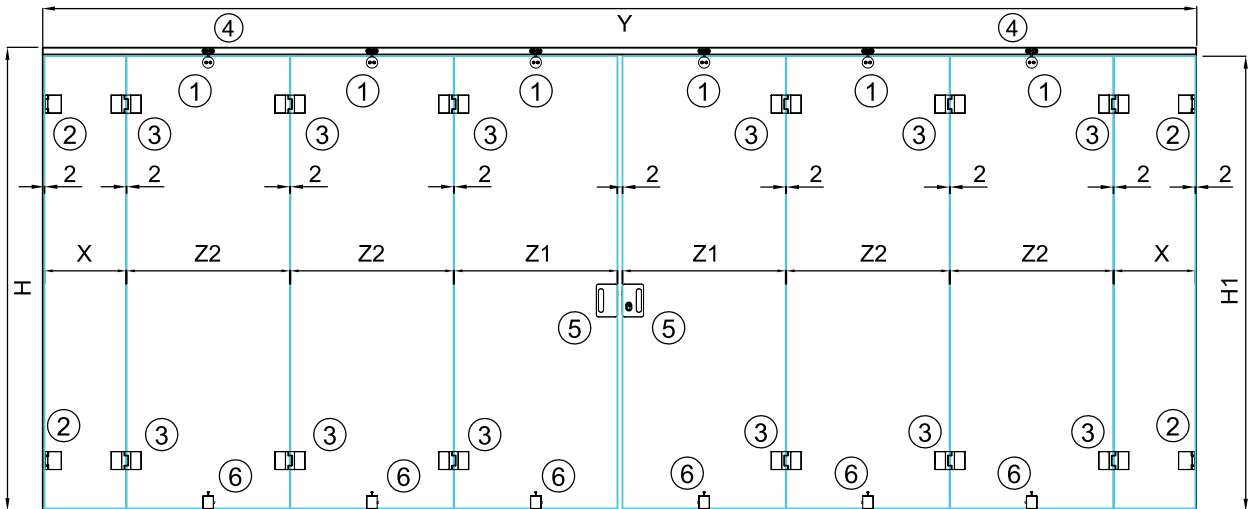 Y
④ ④
① ① ① ① ① ①
② ③ ③ ③ ③ ③ ③ ②
2 2 2 2 2 2 2 2 2
X Z2 Z2 Z1 Z1 Z2 Z2 X
H H1
⑤ ⑤
② ③ ③ ③ ③ ③ ③ ②
⑥ ⑥ ⑥ ⑥ ⑥ ⑥